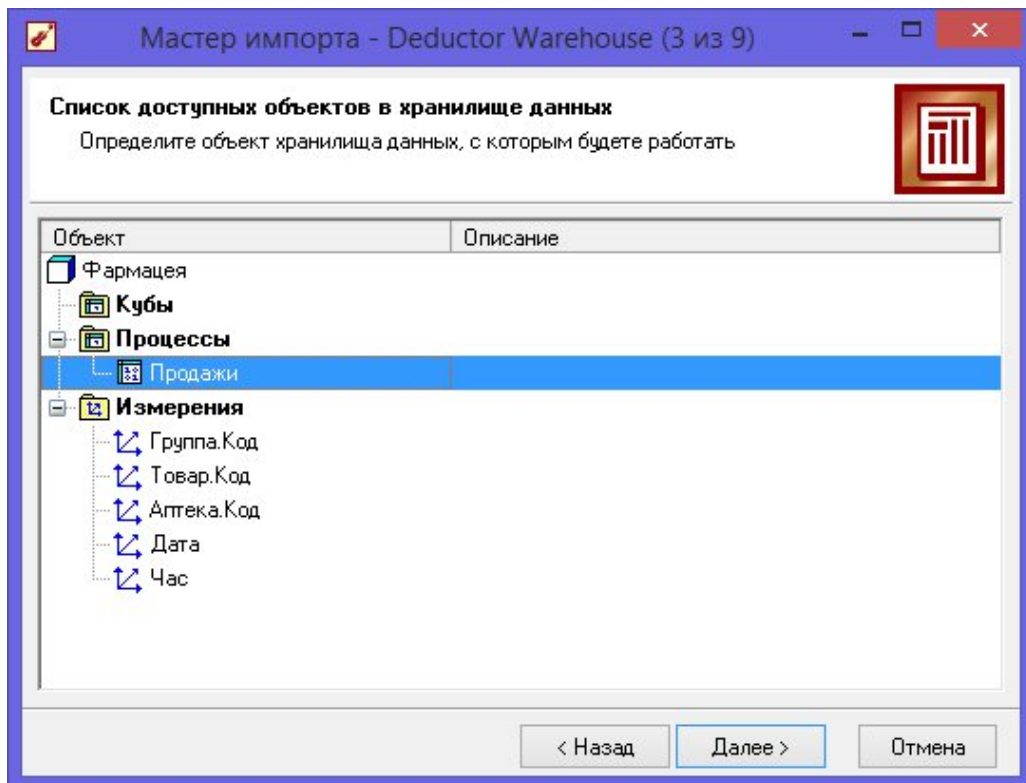 Мастер импорта - Deductor Warehouse (3 из 9)
Список доступных объектов в хранилище данных
Определите объект хранилища данных, с которым будете работать
Объект Описание
Фармацея
Кубы
Процессы
Продажи
Измерения
Группа.Код
Товар.Код
Аптека.Код
Дата
Час
< Назад Далее > Отмена